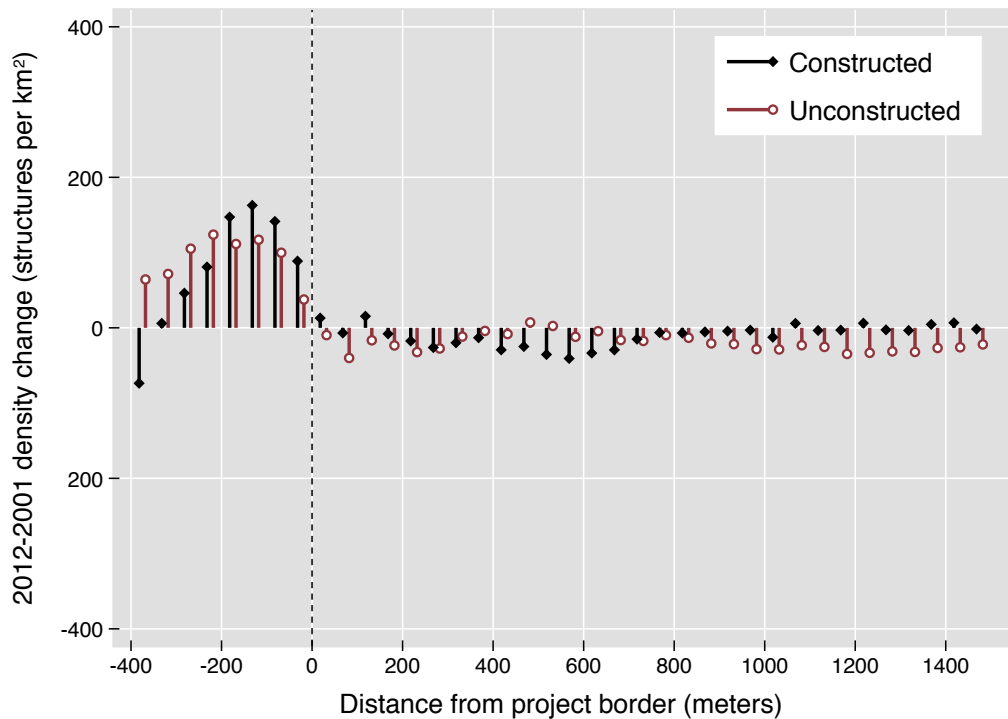 400
200
0
200
-400
2012-2001 density change (structures per km²)
Constructed
Unconstructed
-400 -200 0 200 400 600 800 1000 1200 1400
Distance from project border (meters)